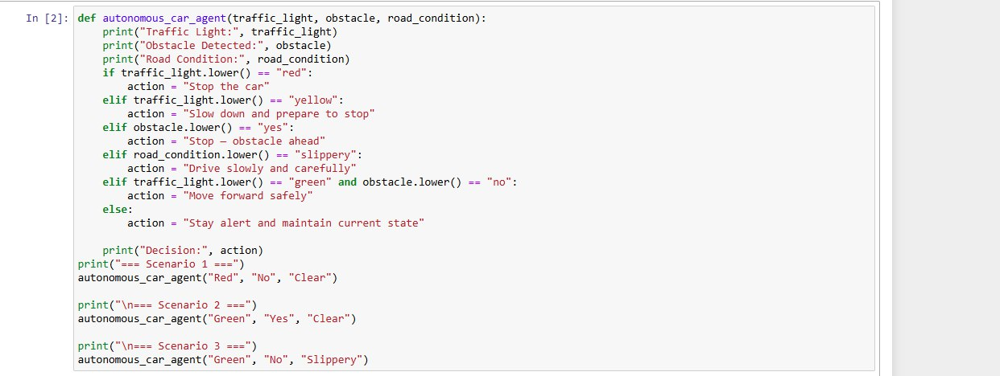 In [2]: def autonomous_car_agent(traffic_light, obstacle, road_condition):
    print("Traffic Light:", traffic_light)
    print("Obstacle Detected:", obstacle)
    print("Road Condition:", road_condition)
    if traffic_light.lower() == "red":
        action = "Stop the car"
    elif traffic_light.lower() == "yellow":
        action = "Slow down and prepare to stop"
    elif obstacle.lower() == "yes":
        action = "Stop — obstacle ahead"
    elif road_condition.lower() == "slippery":
        action = "Drive slowly and carefully"
    elif traffic_light.lower() == "green" and obstacle.lower() == "no":
        action = "Move forward safely"
    else:
        action = "Stay alert and maintain current state"

    print("Decision:", action)
print("=== Scenario 1 ===")
autonomous_car_agent("Red", "No", "Clear")

print("\n=== Scenario 2 ===")
autonomous_car_agent("Green", "Yes", "Clear")

print("\n=== Scenario 3 ===")
autonomous_car_agent("Green", "No", "Slippery")